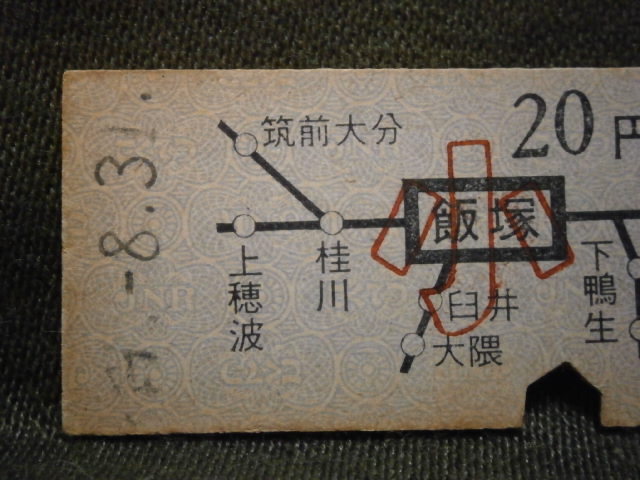 -8.31.
20円
筑前大分
小
飯塚
上穂波
桂川
臼井
大隈
下鴨生